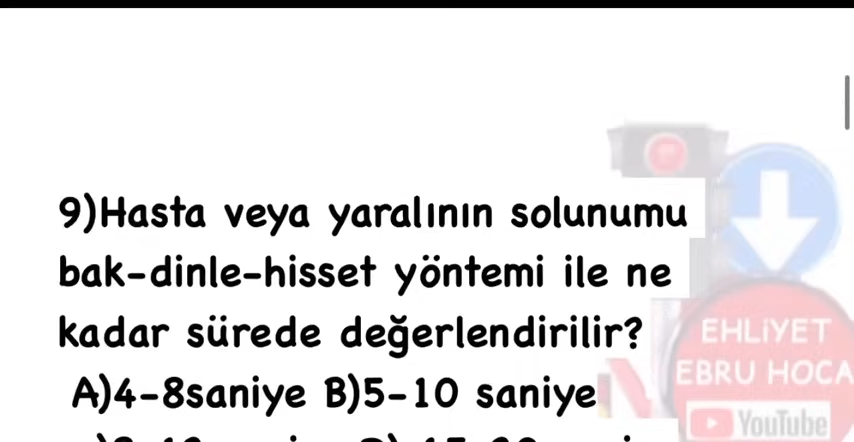 9)Hasta veya yaralının solunumu
bak-dinle-hisset yöntemi ile ne
kadar sürede değerlendirilir?
A)4-8saniye B)5-10 saniye
EHLİYET
EBRU HOCA
YouTube